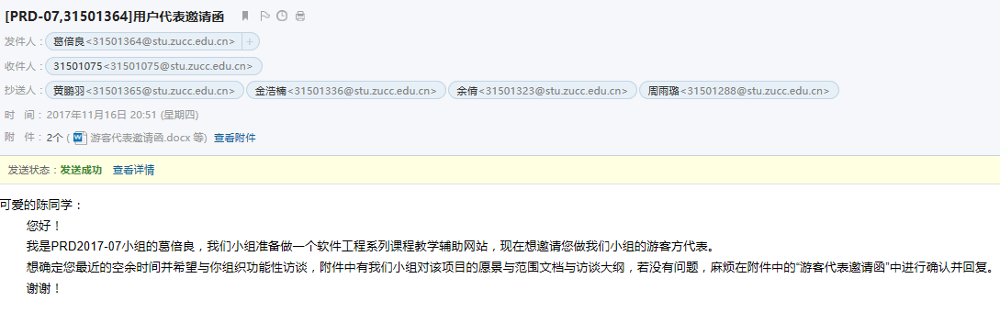 [PRD-07,31501364]用户代表邀请函
发件人：葛倍良<31501364@stu.zucc.edu.cn> +
收件人：31501075<31501075@stu.zucc.edu.cn>
抄送人：黄鹏羽<31501365@stu.zucc.edu.cn> 金浩楠<31501336@stu.zucc.edu.cn> 余倩<31501323@stu.zucc.edu.cn> 周雨璐<31501288@stu.zucc.edu.cn>
时 间：2017年11月16日 20:51 (星期四)
附 件：2个 ( 游客代表邀请函.docx 等) 查看附件
发送状态：发送成功 查看详情
可爱的陈同学：
您好！
我是PRD2017-07小组的葛倍良，我们小组准备做一个软件工程系列课程教学辅助网站，现在想邀请您做我们小组的游客方代表。
想确定您最近的空余时间并希望与你组织功能性访谈，附件中有我们小组对该项目的愿景与范围文档与访谈大纲，若没有问题，麻烦在附件中的“游客代表邀请函”中进行确认并回复。
谢谢！